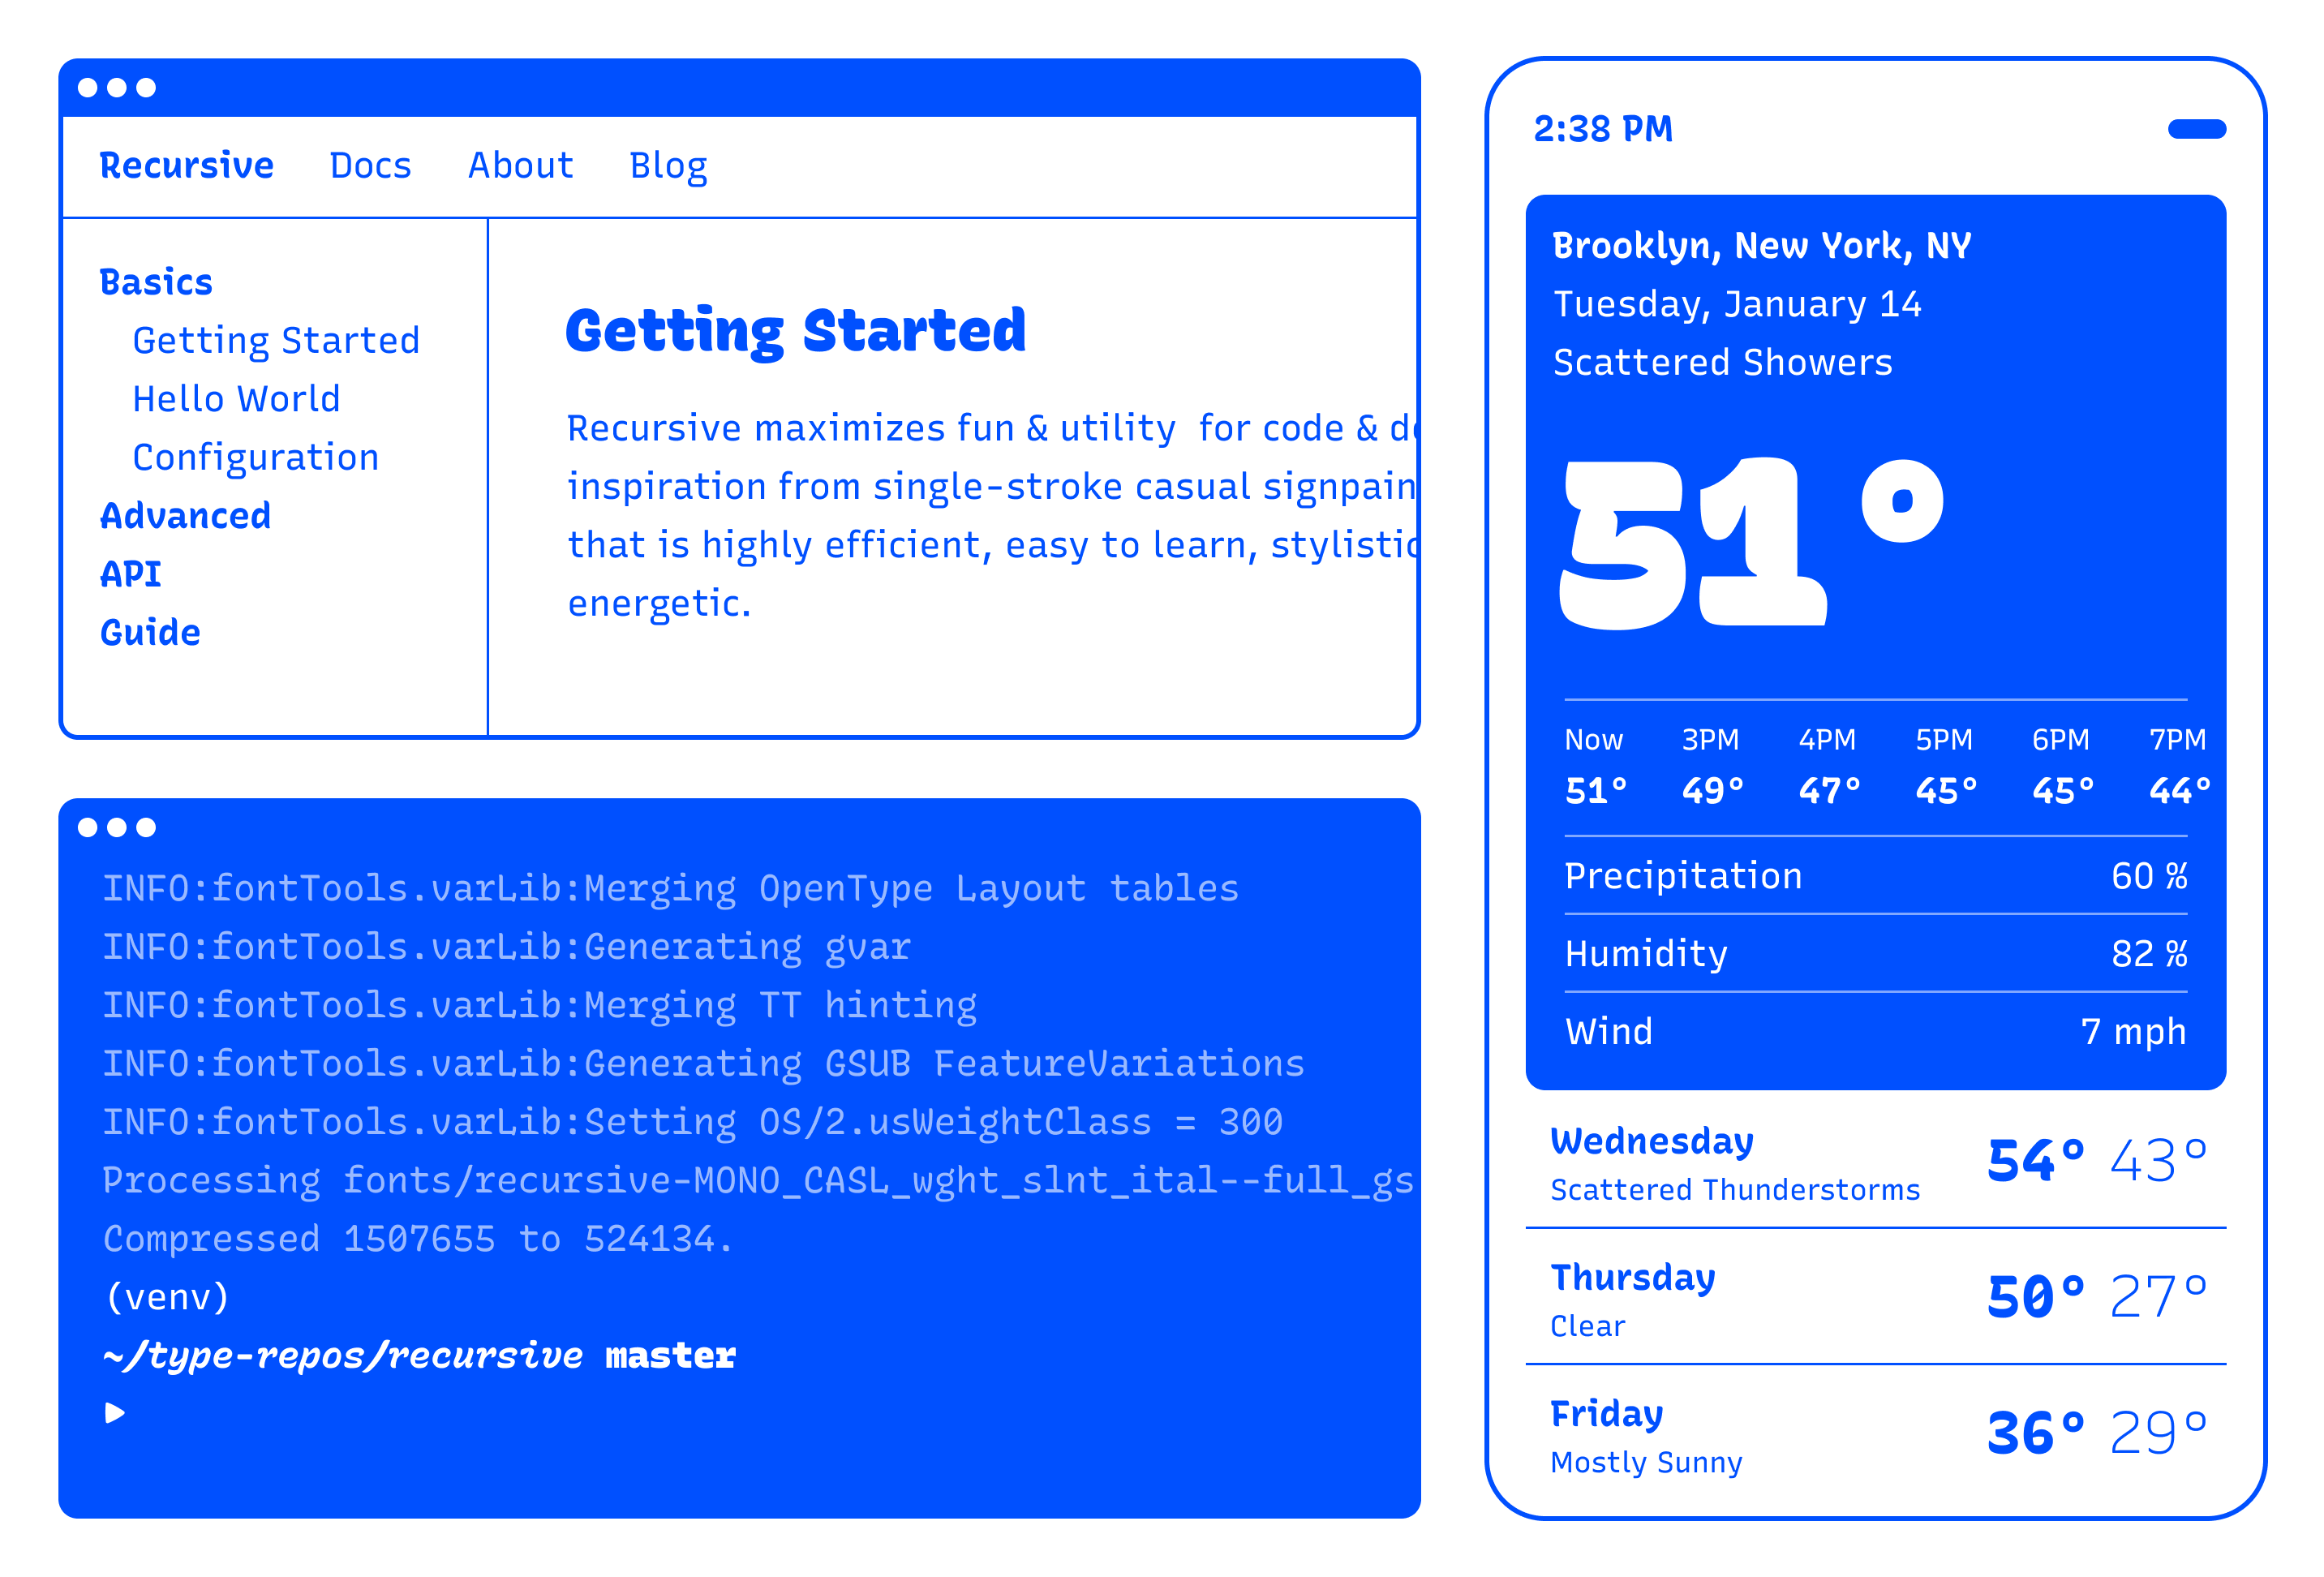 Recursive Docs About Blog
Basics
Getting Started
Hello World
Configuration
Advanced
API
Guide
Getting Started
Recursive maximizes fun & utility  for code &
inspiration from single-stroke casual
that is highly efficient, easy to learn,
energetic.
INFO:fontTools.varLib:Merging OpenType Layout tables
INFO:fontTools.varLib:Generating gvar
INFO:fontTools.varLib:Merging TT hinting
INFO:fontTools.varLib:Generating GSUB FeatureVariations
INFO:fontTools.varLib:Setting OS/2.usWeightClass = 300
Processing fonts/recursive-MONO_CASL_wght_slnt_ital--full_gs
Compressed 1507655 to 524134.
(venv)
~/type-repos/recursive master
2:38 PM
Brooklyn, New York, NY
Tuesday, January 14
Scattered Showers
51°
Now 3PM 4PM 5PM 6PM 7PM
51° 49° 47° 45° 45° 44°
Precipitation 60 %
Humidity 82 %
Wind 7 mph
Wednesday 54° 43°
Scattered Thunderstorms
Thursday 50° 27°
Clear
Friday 36° 29°
Mostly Sunny